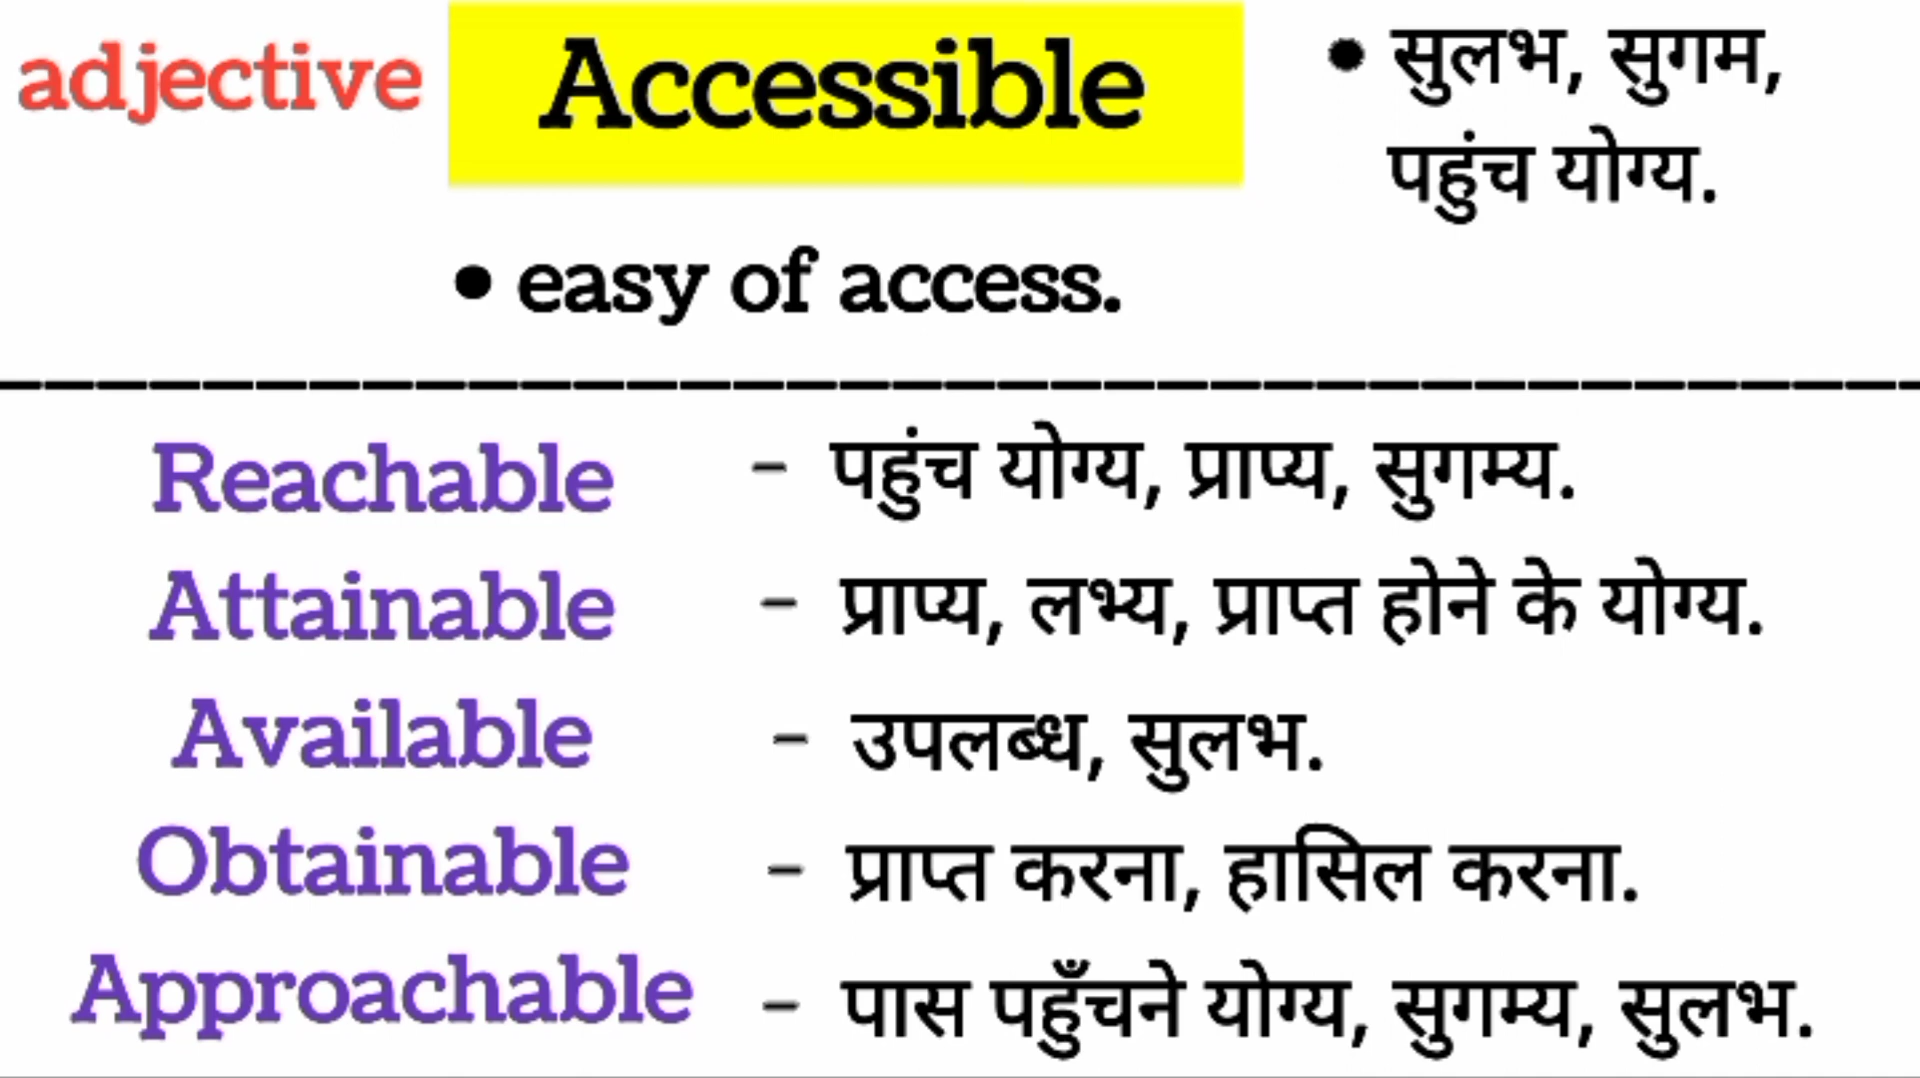 adjective Accessible • सुलभ, सुगम,
पहुंच योग्य.
• easy of access.
Reachable - पहुंच योग्य, प्राप्य, सुगम्य.
Attainable - प्राप्य, लभ्य, प्राप्त होने के योग्य.
Available - उपलब्ध, सुलभ.
Obtainable - प्राप्त करना, हासिल करना.
Approachable - पास पहुँचने योग्य, सुगम्य, सुलभ.